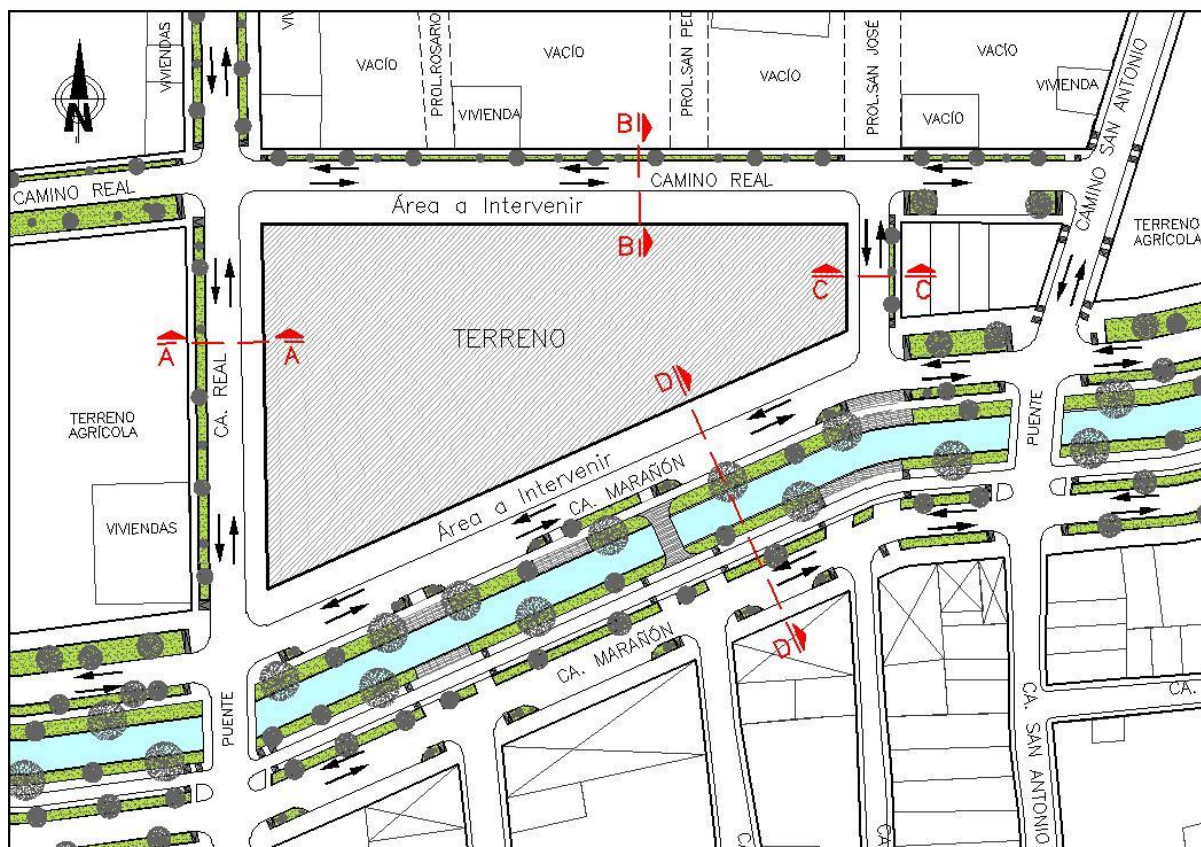 N
VIVIENDAS
VACÍO
PROL.ROSARIO
VIVIENDA
VACÍO
PROL.SAN PED
VACÍO
PROL.SAN JOSÉ
VACÍO
VIVIENDA
CAMINO SAN ANTONIO
CAMINO REAL
CAMINO REAL
B
B
Área a Intervenir
TERRENO
AGRÍCOLA
C
C
A
A
TERRENO
CA. REAL
D
D
TERRENO
AGRÍCOLA
VIVIENDAS
Área a Intervenir
CA. MARAÑÓN
PUENTE
CA. MARAÑÓN
PUENTE
CA. SAN ANTONIO
CA.
CA
CA